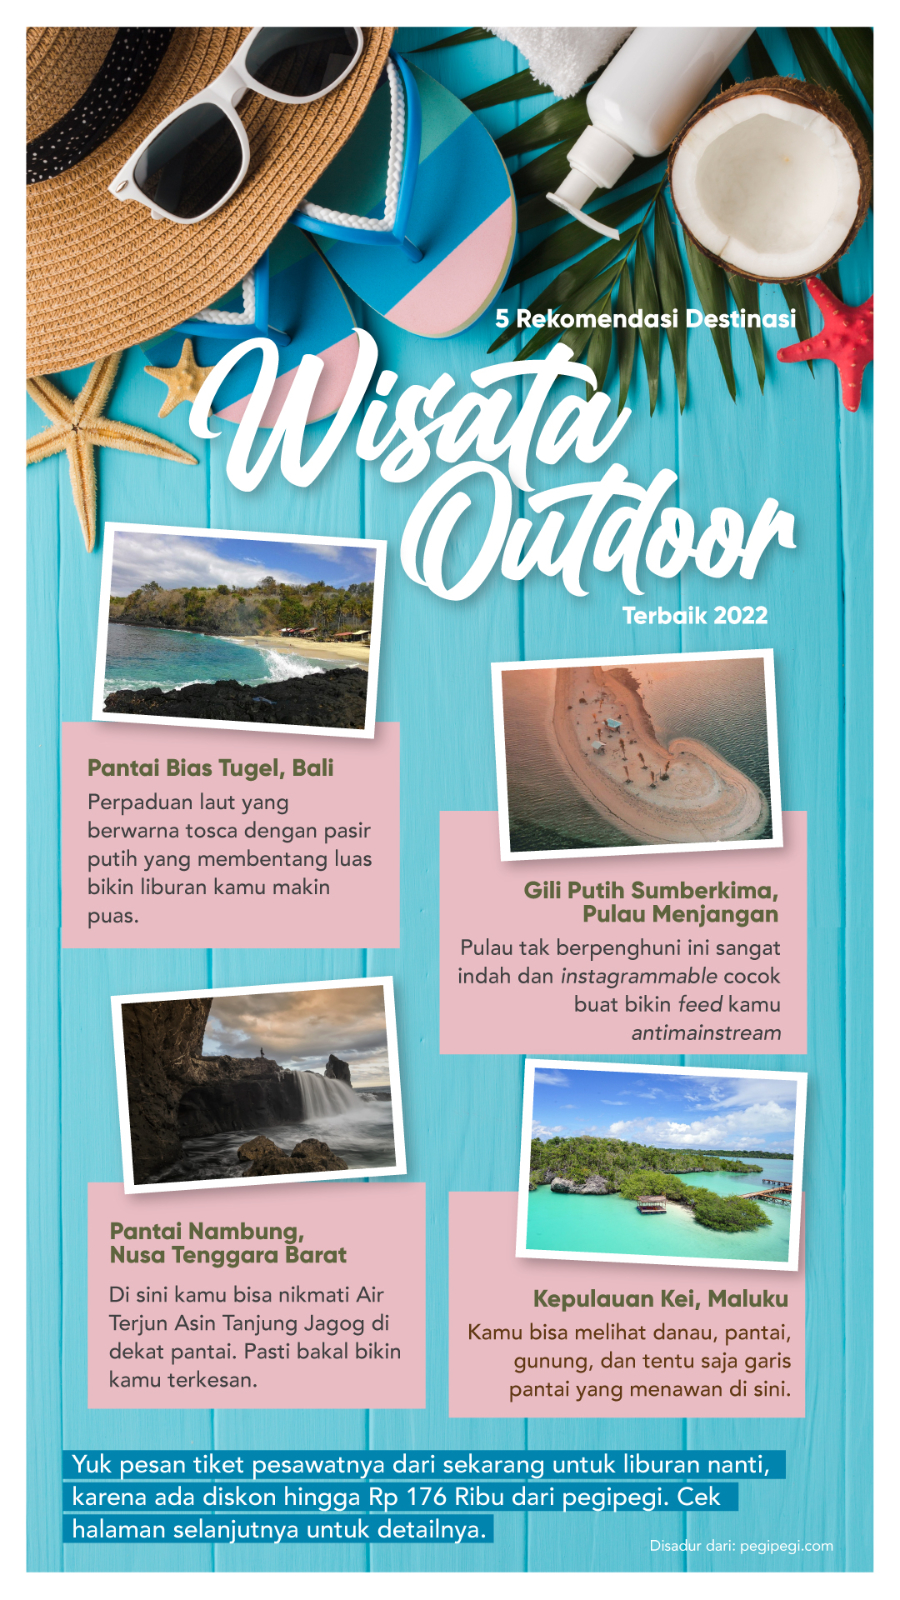 5 Rekomendasi Destinasi
Wisata
Outdoor
Terbaik 2022
Pantai Bias Tugel, Bali
Perpaduan laut yang
berwarna tosca dengan pasir
putih yang membentang luas
bikin liburan kamu makin
puas.
Gili Putih Sumberkima,
Pulau Menjangan
Pulau tak berpenghuni ini sangat
indah dan instagrammable cocok
buat bikin feed kamu
antimainstream
Pantai Nambung,
Nusa Tenggara Barat
Di sini kamu bisa nikmati Air
Terjun Asin Tanjung Jagog di
dekat pantai. Pasti bakal bikin
kamu terkesan.
Kepulauan Kei, Maluku
Kamu bisa melihat danau, pantai,
gunung, dan tentu saja garis
pantai yang menawan di sini.
Yuk pesan tiket pesawatnya dari sekarang untuk liburan nanti,
karena ada diskon hingga Rp 176 Ribu dari pegipegi. Cek
halaman selanjutnya untuk detailnya.
Disadur dari: pegipegi.com